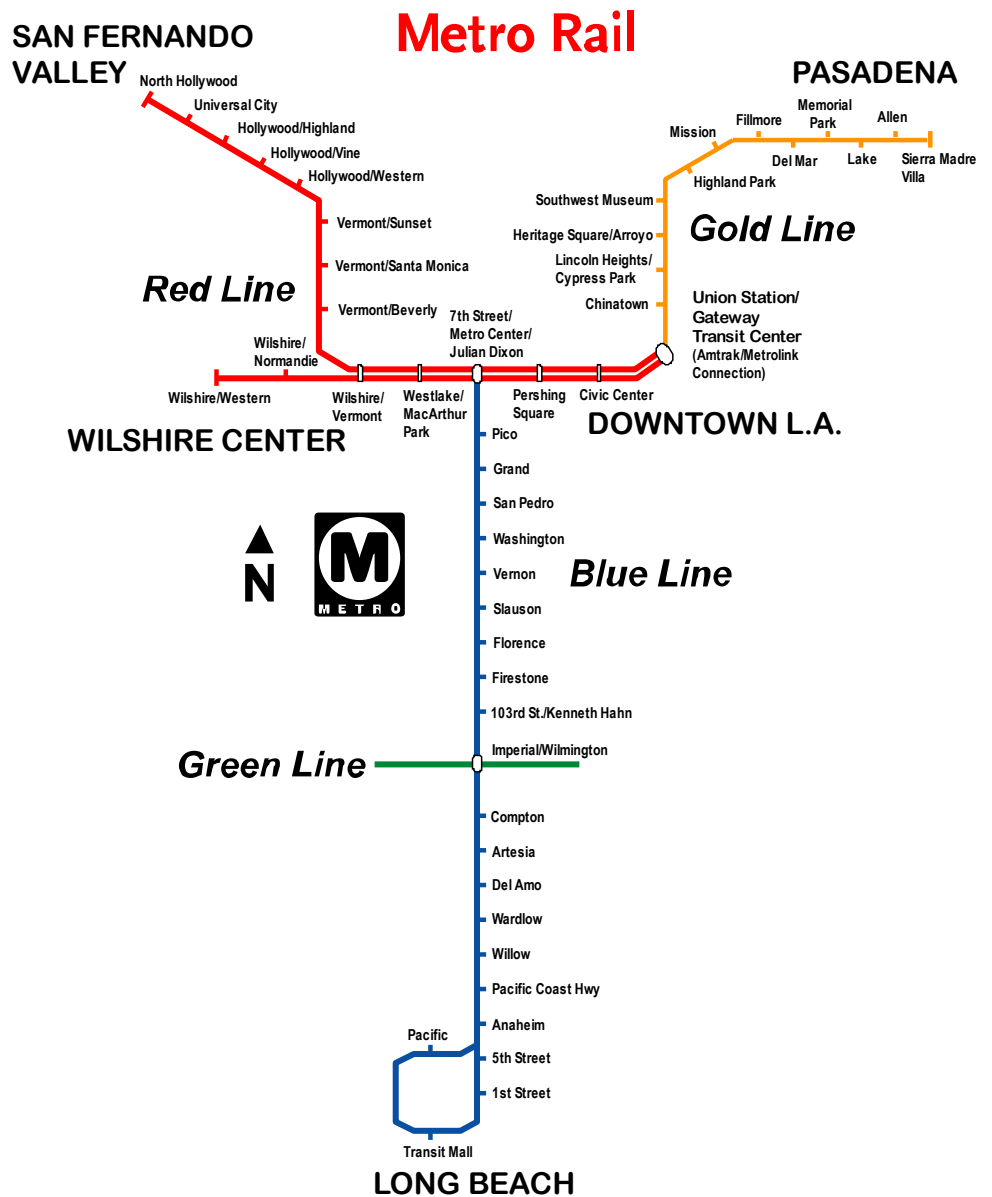 Metro Rail
SAN FERNANDO
VALLEY
PASADENA
North Hollywood
Universal City
Hollywood/Highland
Hollywood/Vine
Hollywood/Western
Vermont/Sunset
Vermont/Santa Monica
Vermont/Beverly
Red Line
Wilshire/
Normandie
Wilshire/Western
WILSHIRE CENTER
Wilshire/
Vermont
Westlake/
MacArthur
Park
7th Street/
Metro Center/
Julian Dixon
Pershing
Square
Civic Center
DOWNTOWN L.A.
Union Station/
Gateway
Transit Center
(Amtrak/Metrolink
Connection)
Chinatown
Lincoln Heights/
Cypress Park
Heritage Square/Arroyo
Southwest Museum
Gold Line
Highland Park
Mission
Fillmore
Del Mar
Memorial
Park
Lake
Allen
Sierra Madre
Villa
Pico
Grand
San Pedro
Washington
Vernon
Slauson
Florence
Firestone
103rd St./Kenneth Hahn
Imperial/Wilmington
Blue Line
N
M
METRO
Green Line
Compton
Artesia
Del Amo
Wardlow
Willow
Pacific Coast Hwy
Anaheim
5th Street
1st Street
Pacific
Transit Mall
LONG BEACH